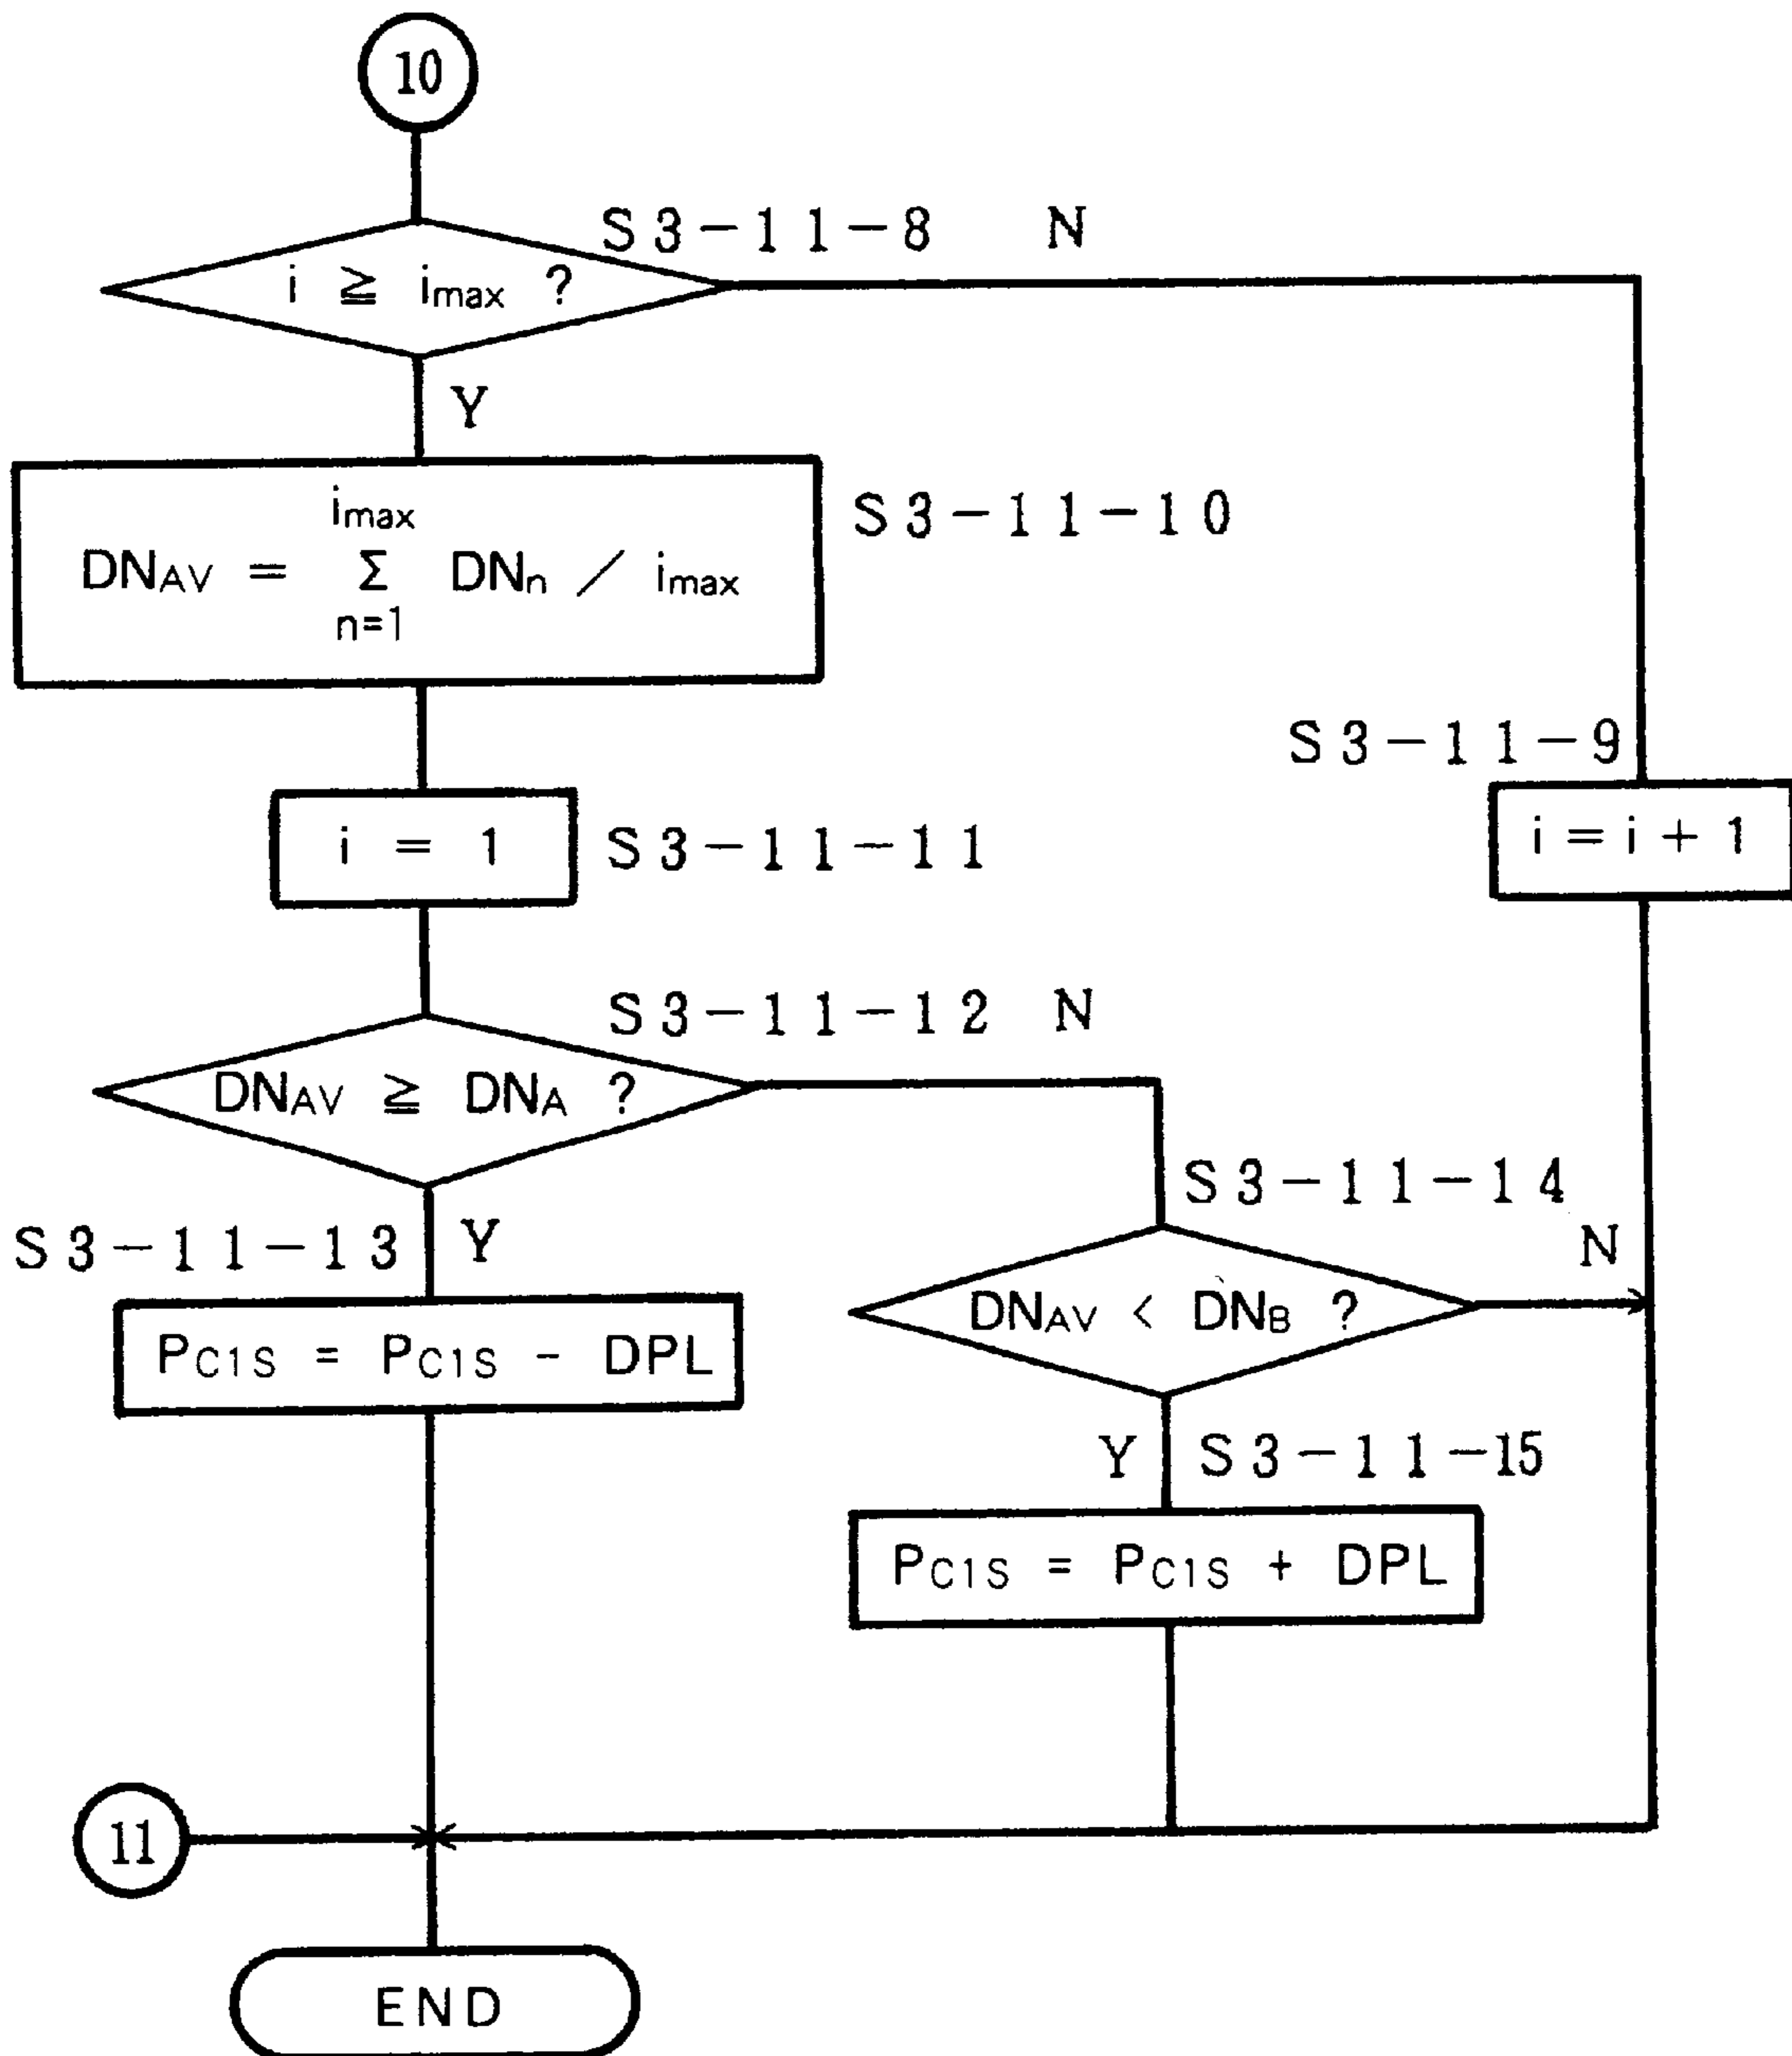 10
S3-11-8 N
i ≧ imax ?
Y
imax
S3-11-10
DNAV = Σ DNn / imax
n=1
S3-11-9
i = 1
S3-11-11
i = i + 1
S3-11-12 N
DNAV ≧ DNA ?
S3-11-14
S3-11-13 Y
N
DNAV < DNB ?
PC1S = PC1S - DPL
Y S3-11-15
PC1S = PC1S + DPL
11
END